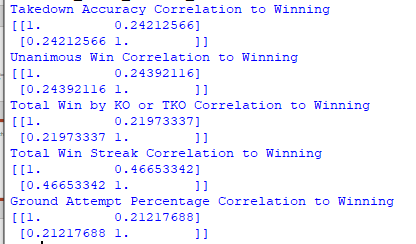 Takedown Accuracy Correlation to Winning
[[1.         0.24212566]
 [0.24212566 1.        ]]
Unanimous Win Correlation to Winning
[[1.         0.24392116]
 [0.24392116 1.        ]]
Total Win by KO or TKO Correlation to Winning
[[1.         0.21973337]
 [0.21973337 1.        ]]
Total Win Streak Correlation to Winning
[[1.         0.46653342]
 [0.46653342 1.        ]]
Ground Attempt Percentage Correlation to Winning
[[1.         0.21217688]
 [0.21217688 1.        ]]